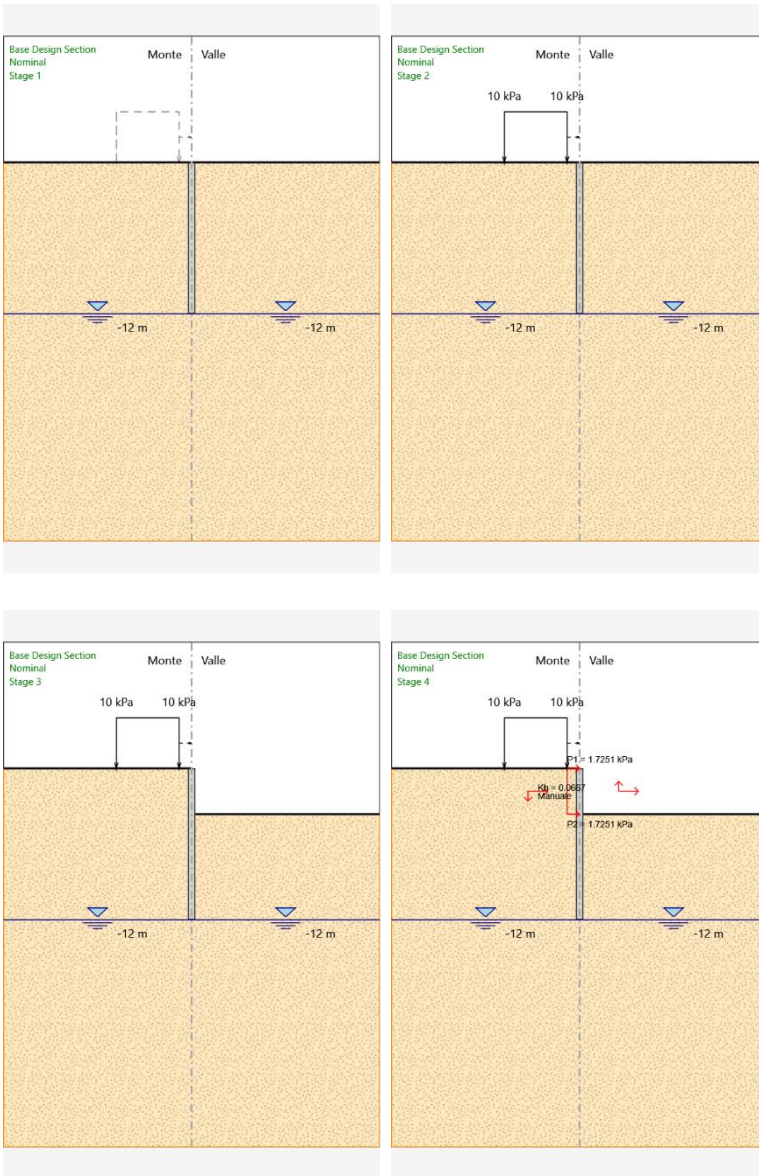 Base Design Section
Nominal
Stage 1
Monte
Valle
-12 m
-12 m
Base Design Section
Nominal
Stage 2
Monte
Valle
10 kPa
10 kPa
-12 m
-12 m
Base Design Section
Nominal
Stage 3
Monte
Valle
10 kPa
10 kPa
-12 m
-12 m
Base Design Section
Nominal
Stage 4
Monte
Valle
10 kPa
10 kPa
P1 = 1.7251 kPa
Kh = 0.0667
Manuale
P2 = 1.7251 kPa
-12 m
-12 m